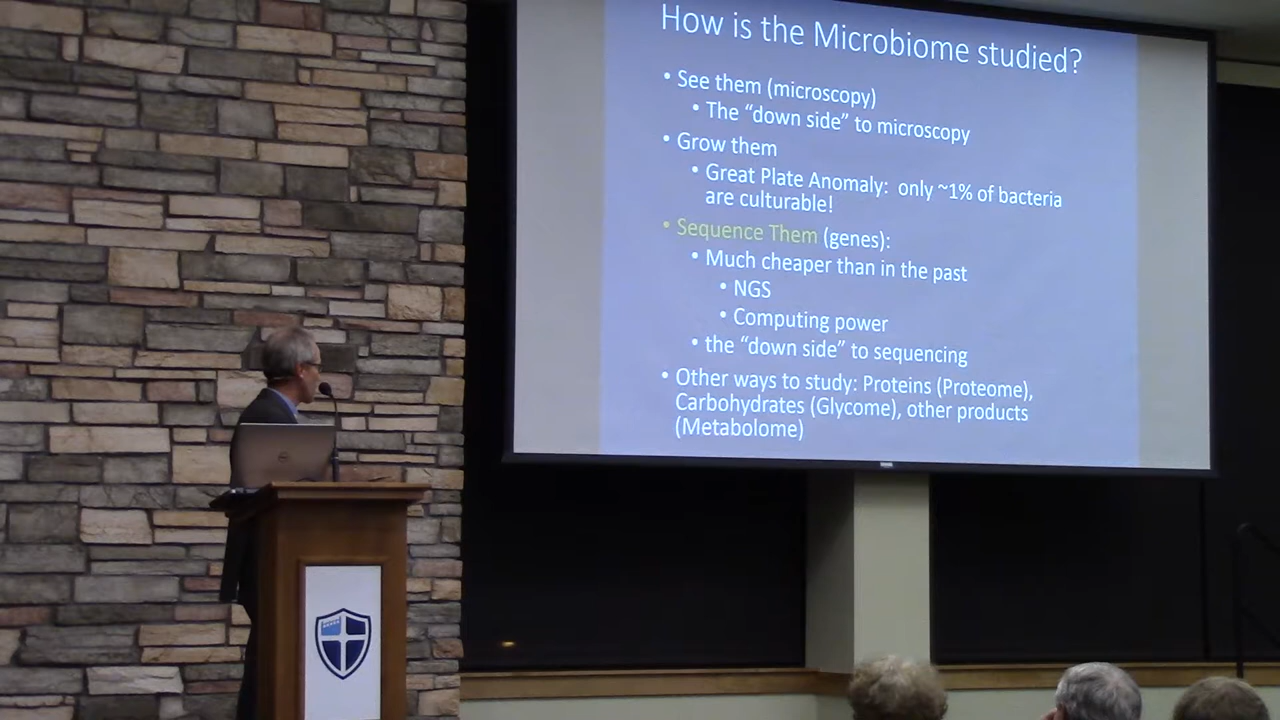 How is the Microbiome studied?
• See them (microscopy)
• The “down side” to microscopy
• Grow them
• Great Plate Anomaly: only ~1% of bacteria
are culturable!
• Sequence Them (genes):
• Much cheaper than in the past
• NGS
• Computing power
• the “down side” to sequencing
• Other ways to study: Proteins (Proteome),
Carbohydrates (Glycome), other products
(Metabolome)